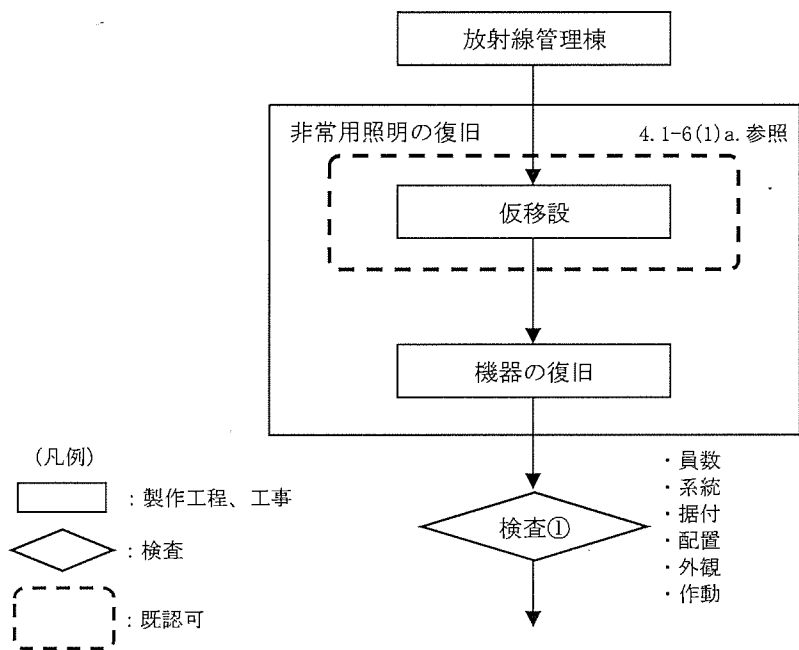 放射線管理棟
非常用照明の復旧
4.1-6(1)a.参照
仮移設
機器の復旧
検査①
・員数
・系統
・据付
・配置
・外観
・作動
(凡例)
：製作工程、工事
：検査
：既認可